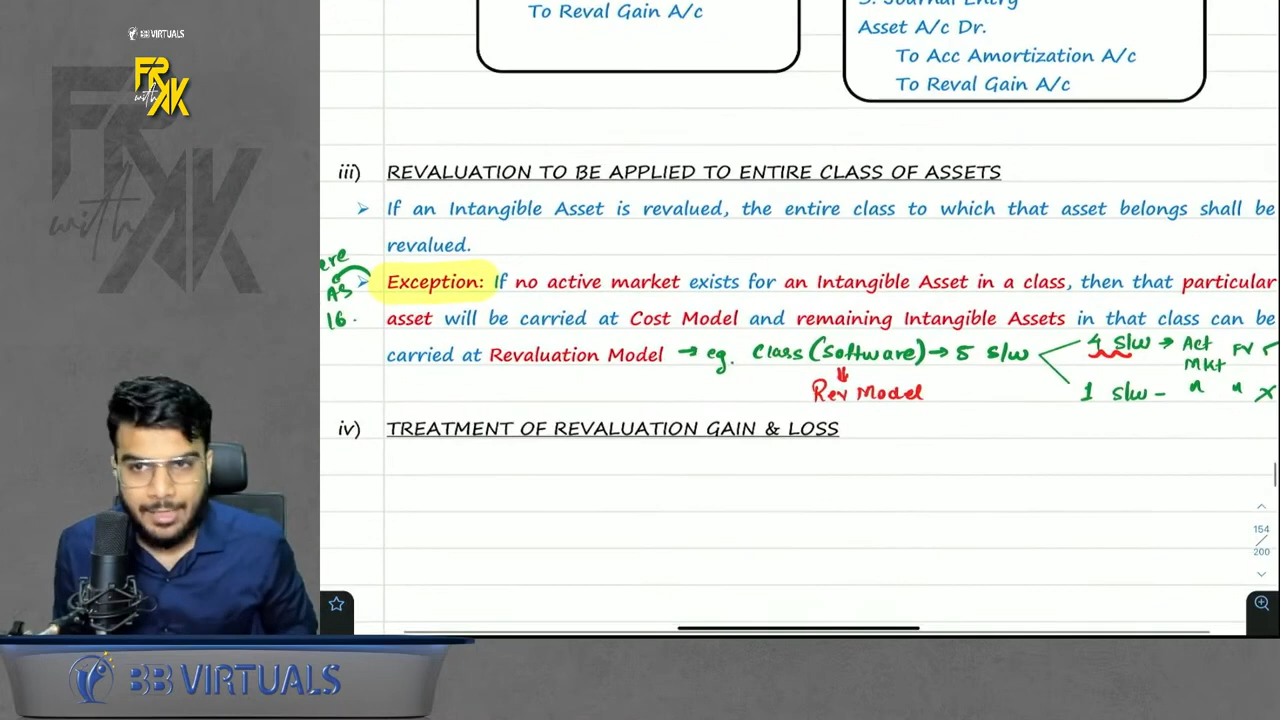 BB VIRTUALS
FR
with AK
FR AK
with
To Reval Gain A/c
Asset A/c Dr.
To Acc Amortization A/c
To Reval Gain A/c
iii) REVALUATION TO BE APPLIED TO ENTIRE CLASS OF ASSETS
➢ If an Intangible Asset is revalued, the entire class to which that asset belongs shall be
revalued.
➢ Exception: If no active market exists for an Intangible Asset in a class, then that particular
asset will be carried at Cost Model and remaining Intangible Assets in that class can be
carried at Revaluation Model → eg. Class (Software) → 5 S/w
4 S/w → Act Mkt FV
Rev Model
1 S/w - " " X
AS
16.
iv) TREATMENT OF REVALUATION GAIN & LOSS
154
200
BB VIRTUALS